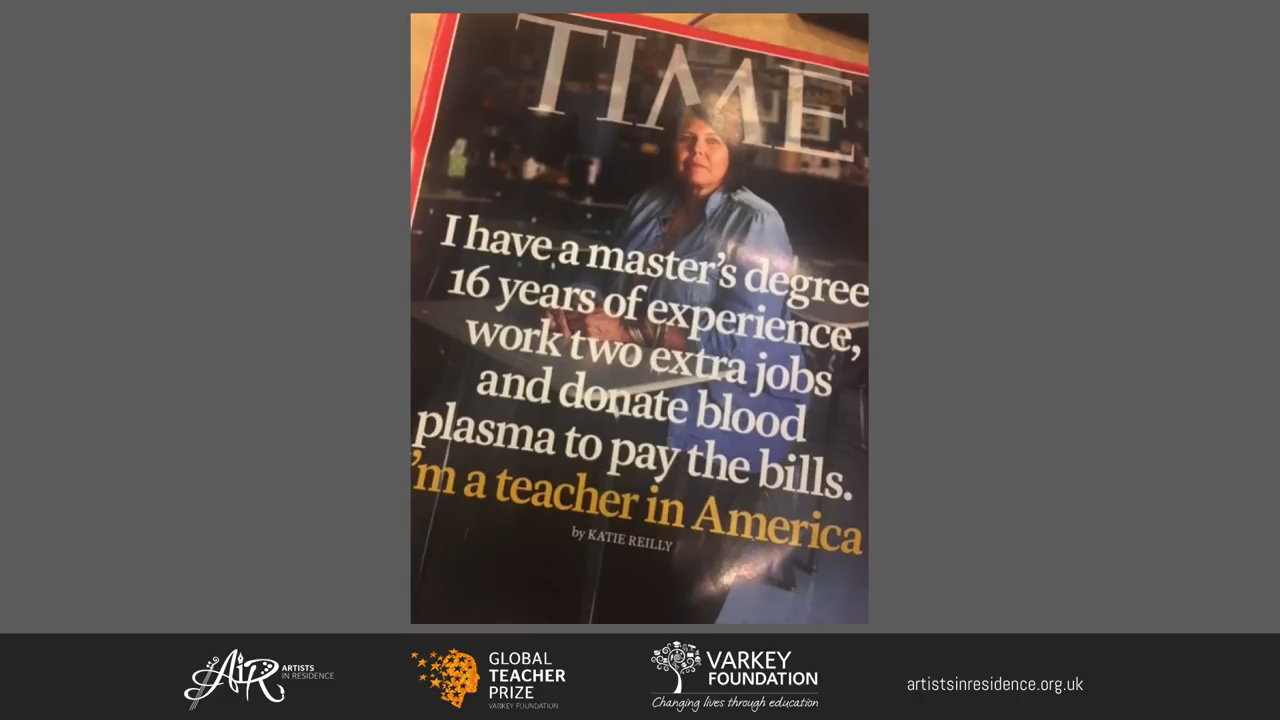 TIME
I have a master's degree
16 years of experience,
work two extra jobs
and donate blood
plasma to pay the bills.
'm a teacher in America
by KATIE REILLY
AiR
ARTISTS
IN RESIDENCE
GLOBAL
TEACHER
PRIZE
VARKEY FOUNDATION
VARKEY
FOUNDATION
Changing lives through education
artistsinresidence.org.uk